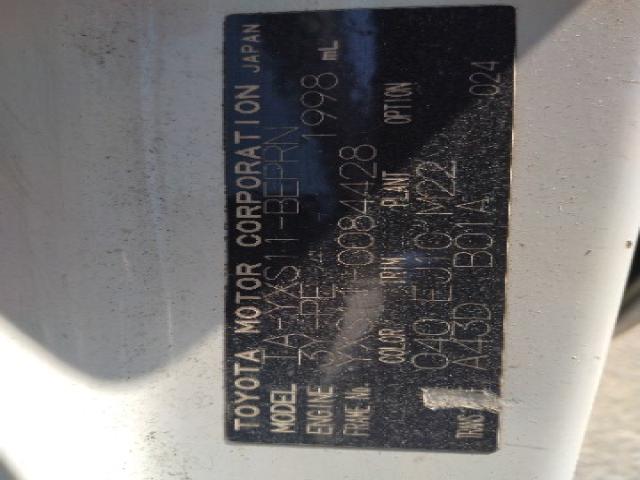 TOYOTA MOTOR CORPORATION JAPAN
MODEL TA-YXS11-BEPRN
ENGINE 3Y-PE 1998 mL
FRAME No. YXS11-0084428
COLOR TRIM PLANT OPTION
040 EJ10 M22
TRANS A43D B01A 024